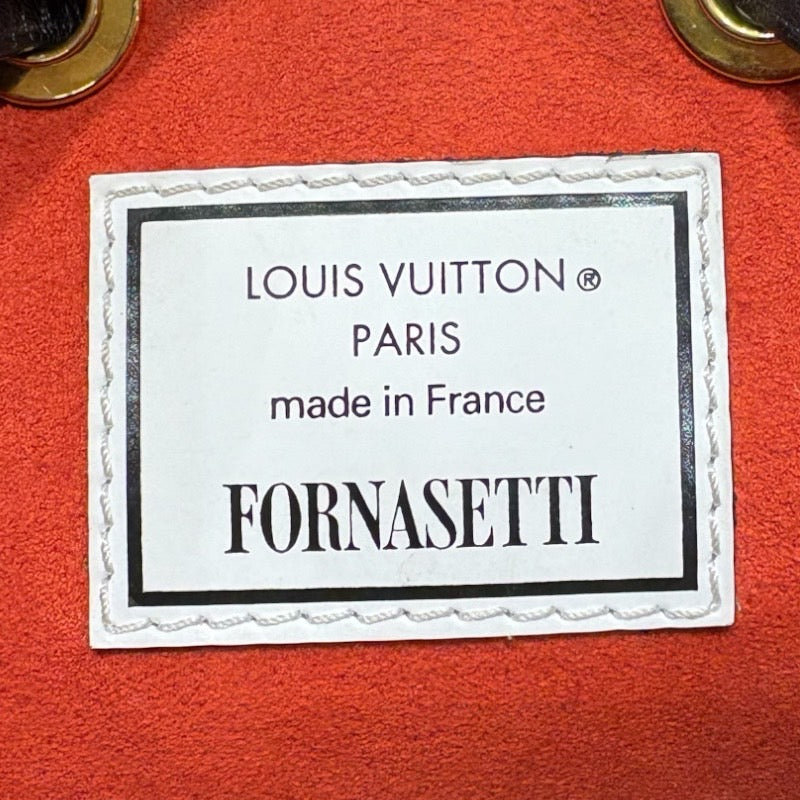 LOUIS VUITTON®
PARIS
made in France
FORNASETTI